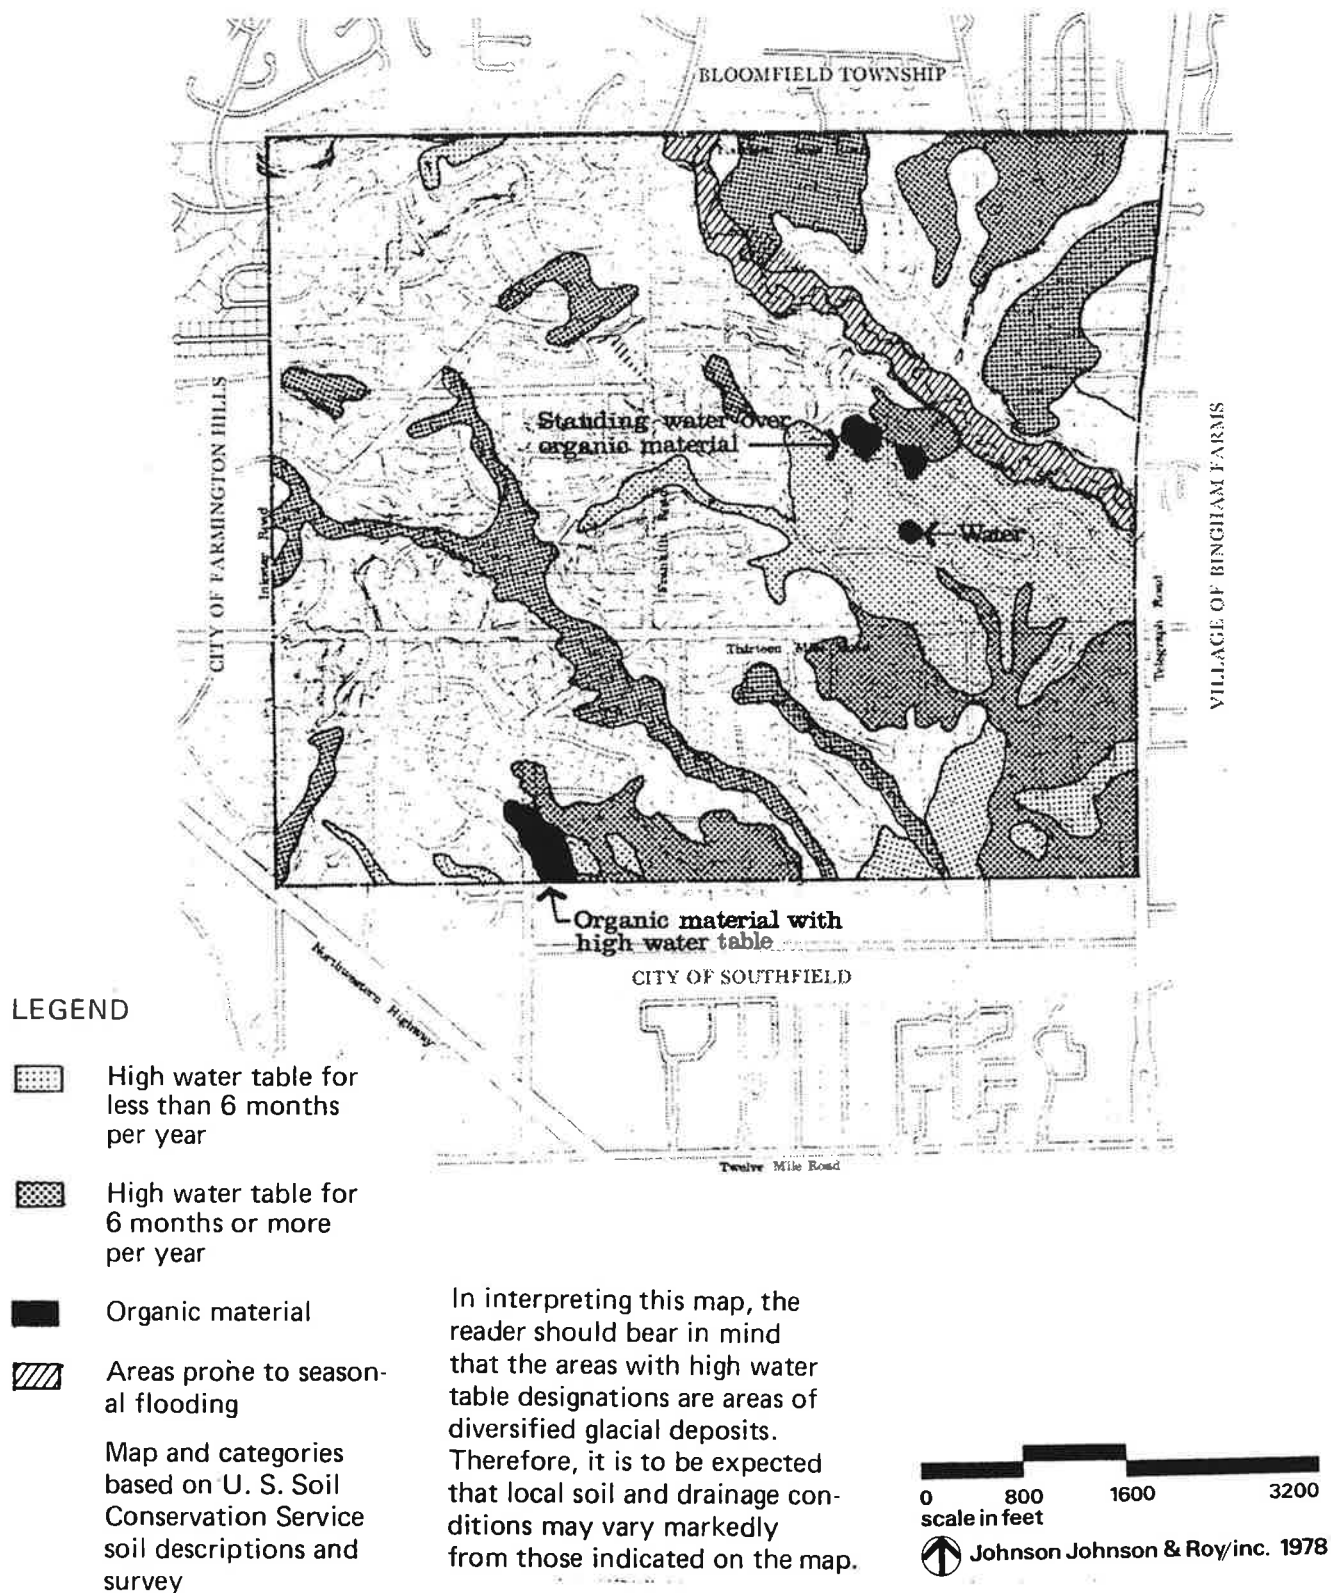 BLOOMFIELD TOWNSHIP
CITY OF FARMINGTON HILLS
Inkster Road
Standing water over
organic material
Franklin Road
Water
Thirteen Mile Road
Telegraph Road
VILLAGE OF BINGHAM FARMS
Organic material with
high water table
CITY OF SOUTHFIELD
Northwestern Highway
Twelve Mile Road
LEGEND
High water table for
less than 6 months
per year
High water table for
6 months or more
per year
Organic material
Areas prone to season-
al flooding
Map and categories
based on U. S. Soil
Conservation Service
soil descriptions and
survey
In interpreting this map, the
reader should bear in mind
that the areas with high water
table designations are areas of
diversified glacial deposits.
Therefore, it is to be expected
that local soil and drainage con-
ditions may vary markedly
from those indicated on the map.
0 800 1600 3200
scale in feet
Johnson Johnson & Roy/inc. 1978